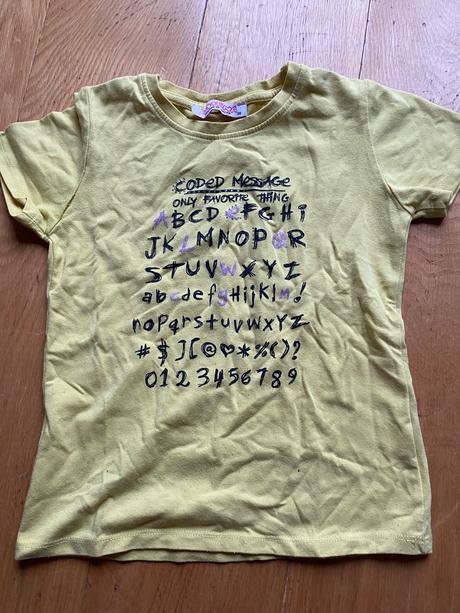 CODED MESSAGE
ONLY FAVORITE THING
ABCDeFGHi
JKLMNOPQR
STUVWXYZ
abcdefgHijklM!
nopqrstuvwxyz
#$][@♡*%()?
0123456789